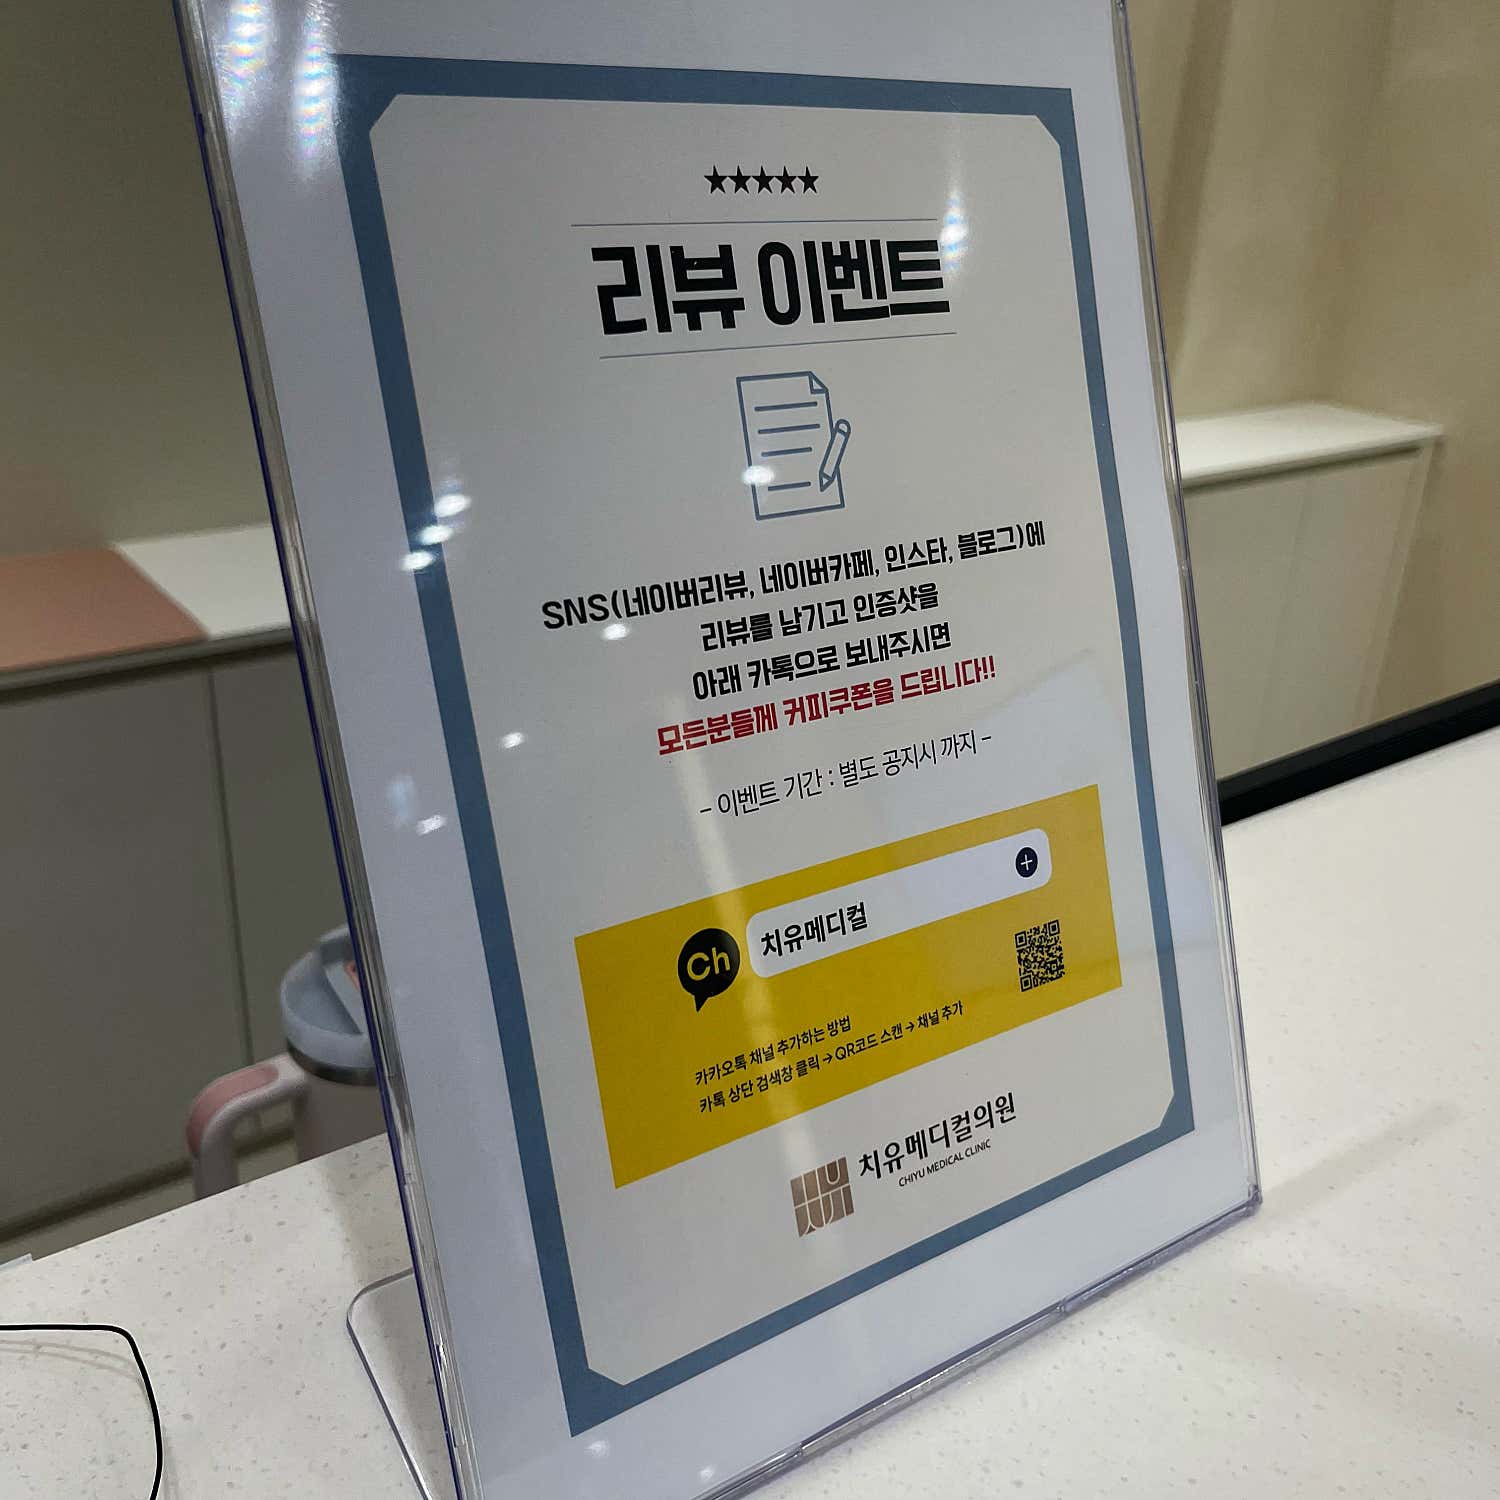 ★★★★★
리뷰 이벤트
SNS(네이버리뷰, 네이버카페, 인스타, 블로그)에
리뷰를 남기고 인증샷을
아래 카톡으로 보내주시면
모든분들께 커피쿠폰을 드립니다!!
- 이벤트 기간 : 별도 공지시 까지 -
Ch 치유메디컬
카카오톡 채널 추가하는 방법
카톡 상단 검색창 클릭 → QR코드 스캔 → 채널 추가
치유메디컬의원
CHIYU MEDICAL CLINIC